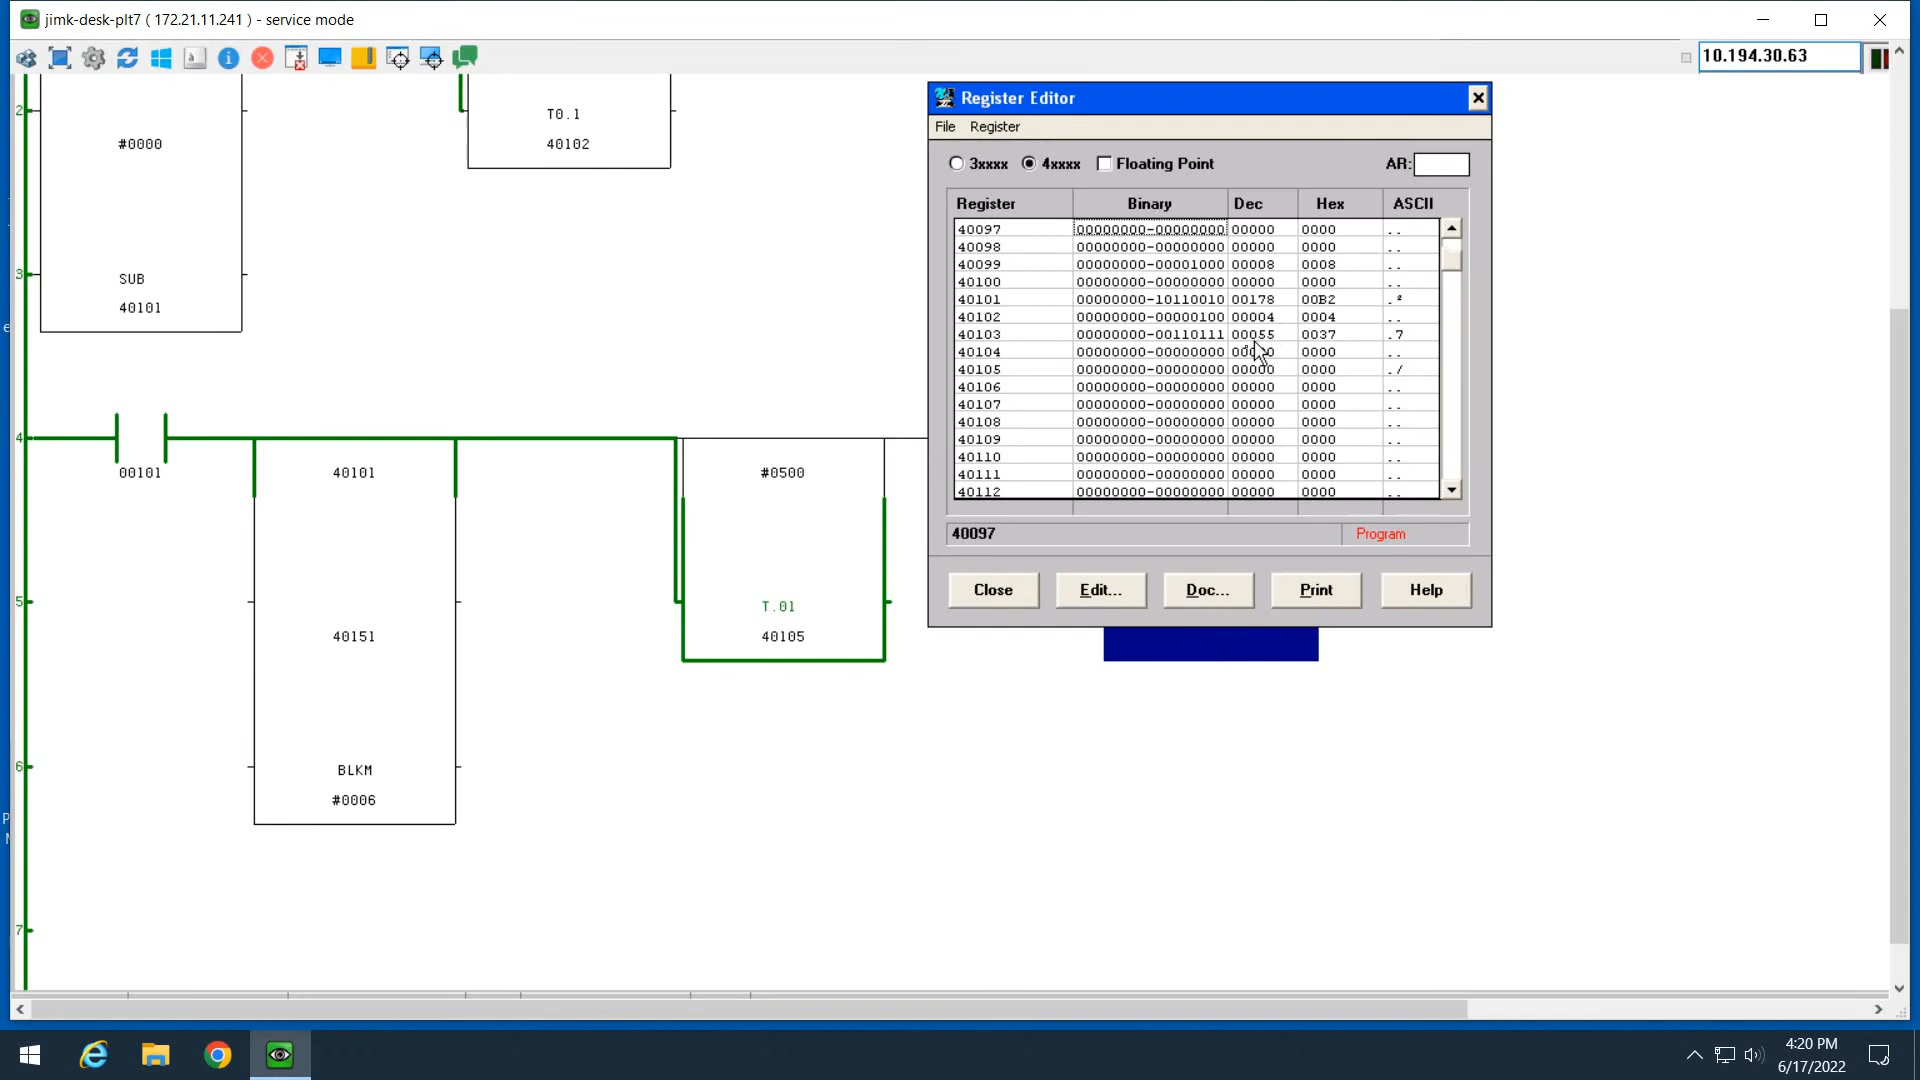 jimk-desk-plt7 ( 172.21.11.241 ) - service mode
10.194.30.63
2
#0000
T0.1
40102
3
SUB
40101
4
00101
40101
#0500
5
T.01
40151
40105
6
BLKM
#0006
7
Register Editor
File Register
3xxxx 4xxxx Floating Point AR:
Register Binary Dec Hex ASCII
40097 00000000-00000000 00000 0000 ..
40098 00000000-00000000 00000 0000 ..
40099 00000000-00001000 00008 0008 ..
40100 00000000-00000000 00000 0000 ..
40101 00000000-10110010 00178 00B2 .²
40102 00000000-00000100 00004 0004 ..
40103 00000000-00110111 00055 0037 .7
40104 00000000-00000000 0000 ..
40105 00000000-00000000 00000 0000 ./
40106 00000000-00000000 00000 0000 ..
40107 00000000-00000000 00000 0000 ..
40108 00000000-00000000 00000 0000 ..
40109 00000000-00000000 00000 0000 ..
40110 00000000-00000000 00000 0000 ..
40111 00000000-00000000 00000 0000 ..
40112 00000000-00000000 00000 0000 ..
40097 Program
Close Edit... Doc... Print Help
4:20 PM
6/17/2022